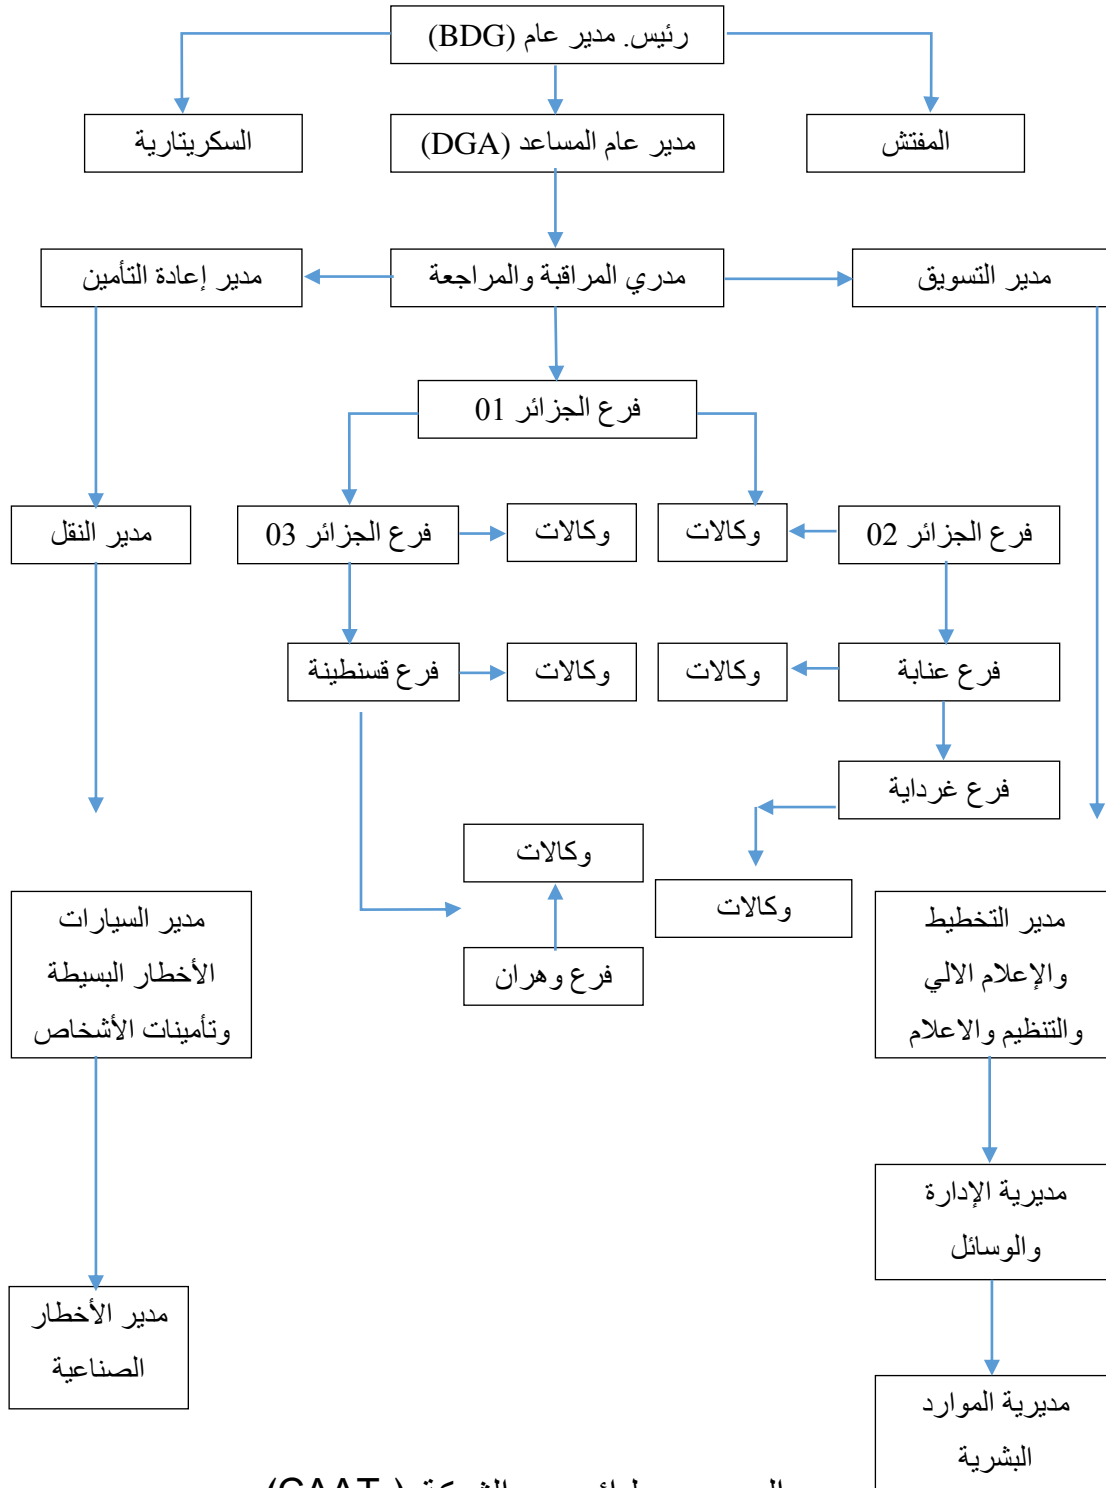 رئيس. مدير عام (BDG)
المفتش
مدير عام المساعد (DGA)
السكريتارية
مدير التسويق
مدري المراقبة والمراجعة
مدير إعادة التأمين
فرع الجزائر 01
فرع الجزائر 02
وكالات
وكالات
فرع الجزائر 03
مدير النقل
فرع عنابة
وكالات
وكالات
فرع قسنطينة
فرع غرداية
وكالات
وكالات
فرع وهران
مدير التخطيط
والإعلام الالي
والتنظيم والاعلام
مدير السيارات
الأخطار البسيطة
وتأمينات الأشخاص
مديرية الإدارة
والوسائل
مدير الأخطار
الصناعية
مديرية الموارد
البشرية
(CAAT)